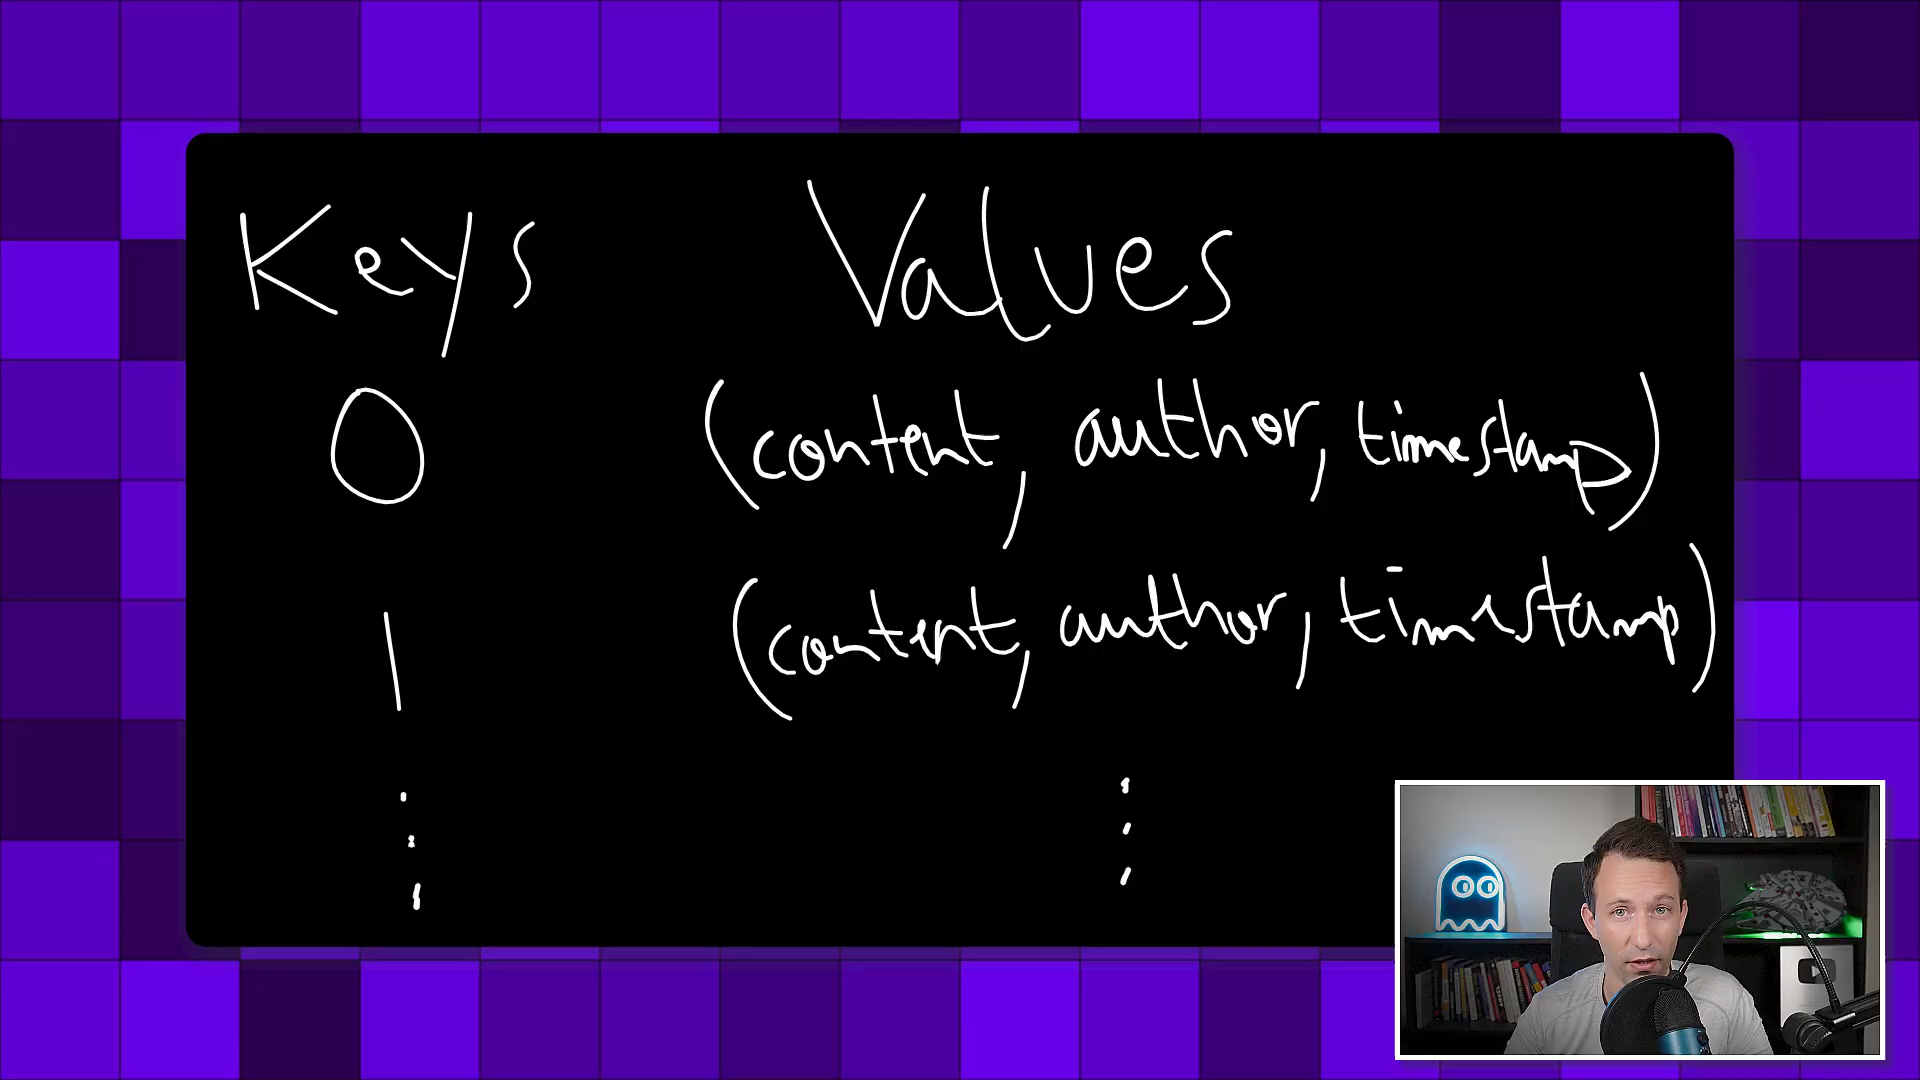 Keys Values
0 (content, author, timestamp)
1 (content, author, timestamp)